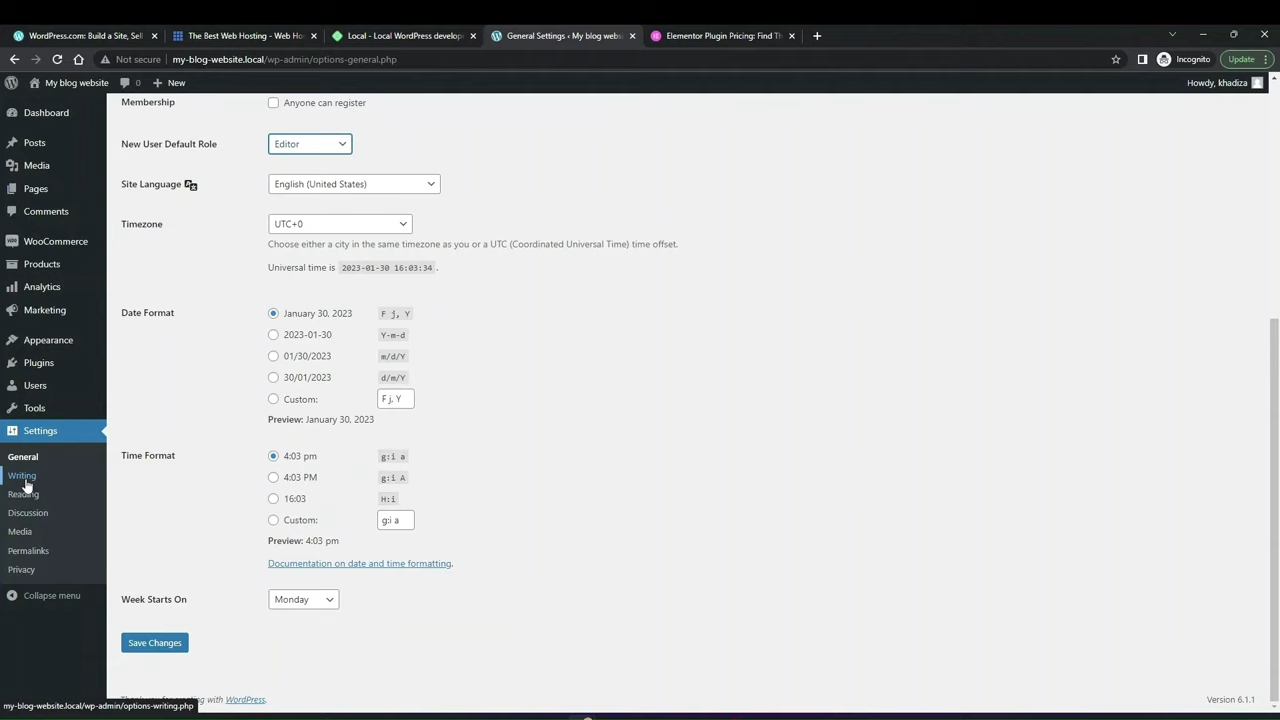 WordPress.com: Build a Site, Sell
The Best Web Hosting - Web Hos
Local - Local WordPress develop
General Settings ‹ My blog websi
Elementor Plugin Pricing: Find Th
Not secure my-blog-website.local/wp-admin/options-general.php Incognito Update
My blog website 0 New Howdy, khadiza
Dashboard
Posts
Media
Pages
Comments
WooCommerce
Products
Analytics
Marketing
Appearance
Plugins
Users
Tools
Settings
General
Writing
Reading
Discussion
Media
Permalinks
Privacy
Collapse menu
Membership Anyone can register
New User Default Role Editor
Site Language English (United States)
Timezone UTC+0
Choose either a city in the same timezone as you or a UTC (Coordinated Universal Time) time offset.
Universal time is 2023-01-30 16:03:34 .
Date Format January 30, 2023 F j, Y
2023-01-30 Y-m-d
01/30/2023 m/d/Y
30/01/2023 d/m/Y
Custom: F j, Y
Preview: January 30, 2023
Time Format 4:03 pm g:i a
4:03 PM g:i A
16:03 H:i
Custom: g:i a
Preview: 4:03 pm
Documentation on date and time formatting.
Week Starts On Monday
Save Changes
with WordPress. Version 6.1.1
my-blog-website.local/wp-admin/options-writing.php